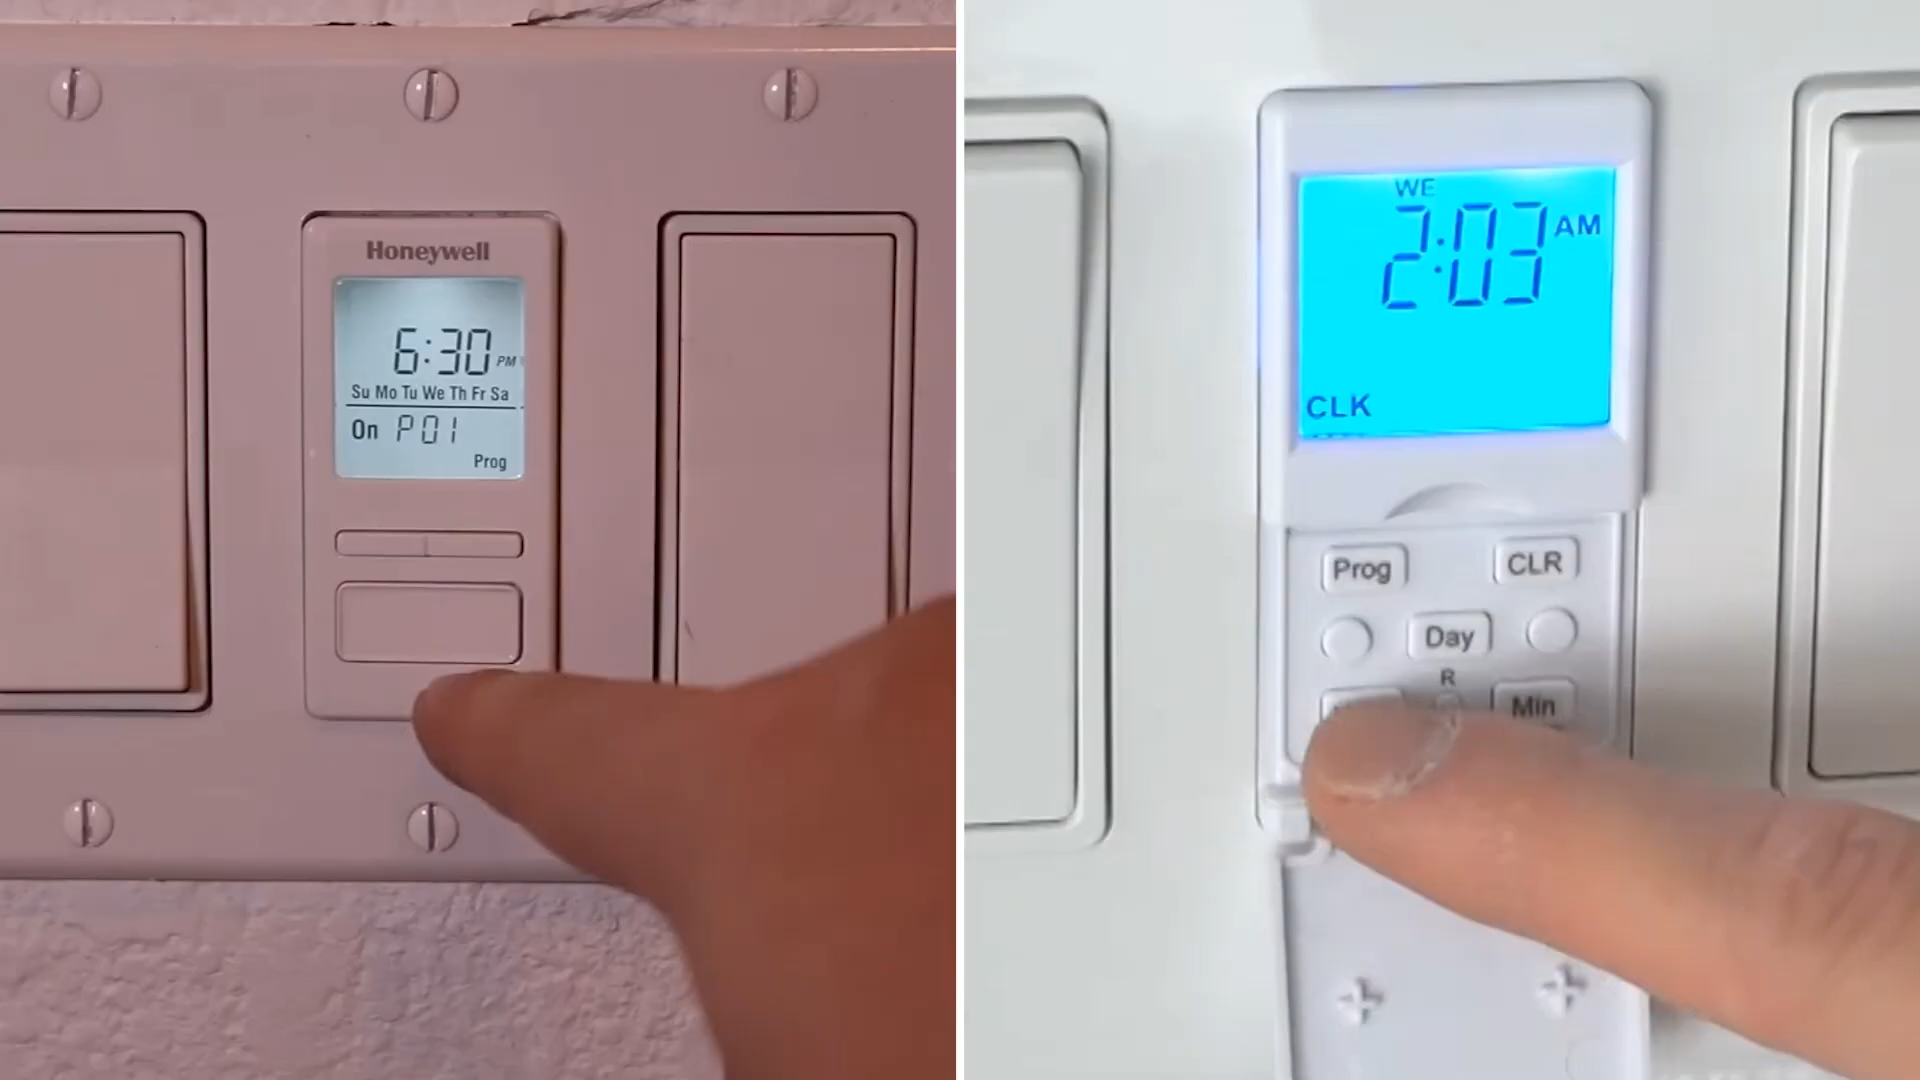 Honeywell
6:30 PM
Su Mo Tu We Th Fr Sa
On P01
Prog
WE
2:03 AM
CLK
Prog CLR
Day
R
Min